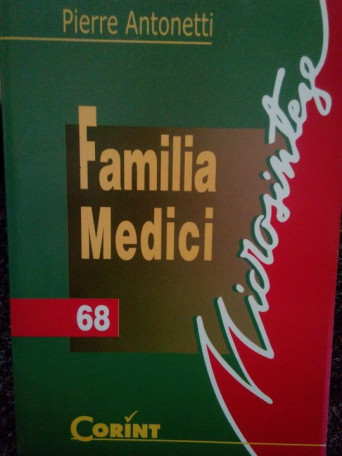 Pierre Antonetti
Familia
Medici
68
Microsinteze
CORINT